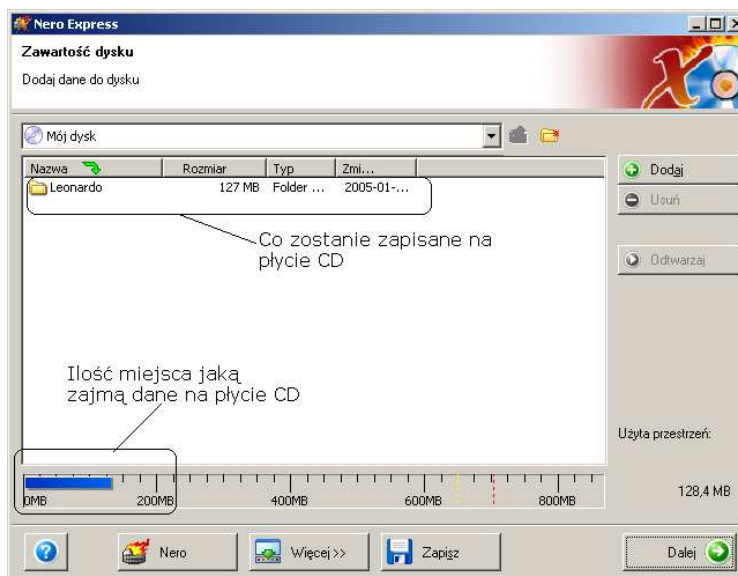 Nero Express
Zawartość dysku
Dodaj dane do dysku
Mój dysk
Nazwa Rozmiar Typ Zmi...
Leonardo 127 MB Folder ... 2005-01-...
Dodaj
Usuń
Odtwarzaj
Co zostanie zapisane na
płycie CD
Ilość miejsca jaką
zajmą dane na płycie CD
Użyta przestrzeń:
128,4 MB
0MB 200MB 400MB 600MB 800MB
Nero Więcej >> Zapisz Dalej